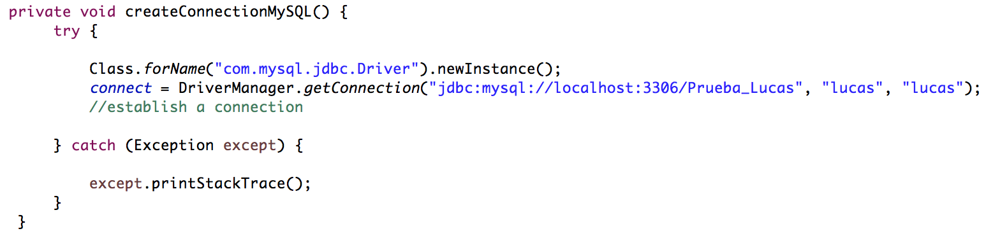 private void createConnectionMySQL() {
try {
Class.forName("com.mysql.jdbc.Driver").newInstance();
connect = DriverManager.getConnection("jdbc:mysql://localhost:3306/Prueba_Lucas", "lucas", "lucas");
//establish a connection
} catch (Exception except) {
except.printStackTrace();
}
}